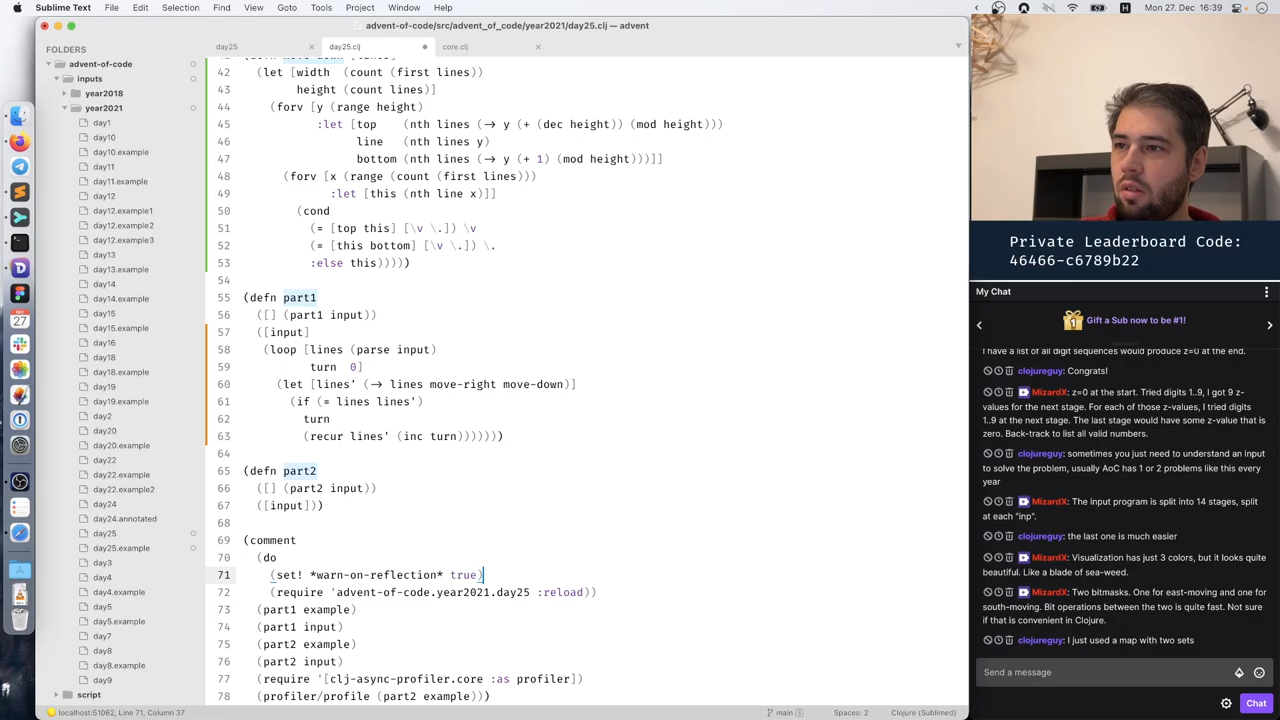 Sublime Text File Edit Selection Find View Goto Tools Project Window Help
Mon 27 Dec 16:39
advent-of-code/src/advent_of_code/year2021/day25.clj — advent
FOLDERS
advent-of-code
inputs
year2018
year2021
day1
day10
day10.example
day11
day11.example
day12
day12.example1
day12.example2
day12.example3
day13
day13.example
day14
day14.example
day15
day15.example
day16
day18
day18.example
day19
day19.example
day2
day20
day20.example
day22
day22.example
day22.example2
day24
day24.annotated
day25
day25.example
day3
day4
day4.example
day5
day6
day7
day8
day8.example
day9
script
day25
day25.clj
core.clj
42 (let [width (count (first lines))
43 height (count lines)]
44 (forv [y (range height)
45 :let [top (nth lines (-> y (+ (dec height)) (mod height)))
46 line (nth lines y)
47 bottom (nth lines (-> y (+ 1) (mod height)))]]
48 (forv [x (range (count (first lines)))
49 :let [this (nth line x)]]
50 (cond
51 (= [top this] [\v \.]) \v
52 (= [this bottom] [\v \.]) \.
53 :else this)))))
54
55 (defn part1
56 ([] (part1 input))
57 ([input]
58 (loop [lines (parse input)
59 turn 0]
60 (let [lines' (-> lines move-right move-down)]
61 (if (= lines lines')
62 turn
63 (recur lines' (inc turn))))))
64
65 (defn part2
66 ([] (part2 input))
67 ([input]))
68
69 (comment
70 (do
71 (set! *warn-on-reflection* true)
72 (require 'advent-of-code.year2021.day25 :reload))
73 (part1 example)
74 (part1 input)
75 (part2 example)
76 (part2 input)
77 (require '[clj-async-profiler.core :as profiler])
78 (profiler/profile (part2 example)))
localhost:51062, Line 71, Column 37
main 5
Spaces: 2
Clojure (Sublimed)
DEC
27
Private Leaderboard Code:
46466-c6789b22
My Chat
1
Gift a Sub now to be #1!
I have a list of all digit sequences would produce z=0 at the end.
clojureguy: Congrats!
MizardX: z=0 at the start. Tried digits 1..9, I got 9 z-
values for the next stage. For each of those z-values, I tried digits
1..9 at the next stage. The last stage would have some z-value that is
zero. Back-track to list all valid numbers.
clojureguy: sometimes you just need to understand an input
to solve the problem, usually AoC has 1 or 2 problems like this every
year
MizardX: The input program is split into 14 stages, split
at each "inp".
clojureguy: the last one is much easier
MizardX: Visualization has just 3 colors, but it looks quite
beautiful. Like a blade of sea-weed.
MizardX: Two bitmasks. One for east-moving and one for
south-moving. Bit operations between the two is quite fast. Not sure
if that is convenient in Clojure.
clojureguy: I just used a map with two sets
Send a message
Chat